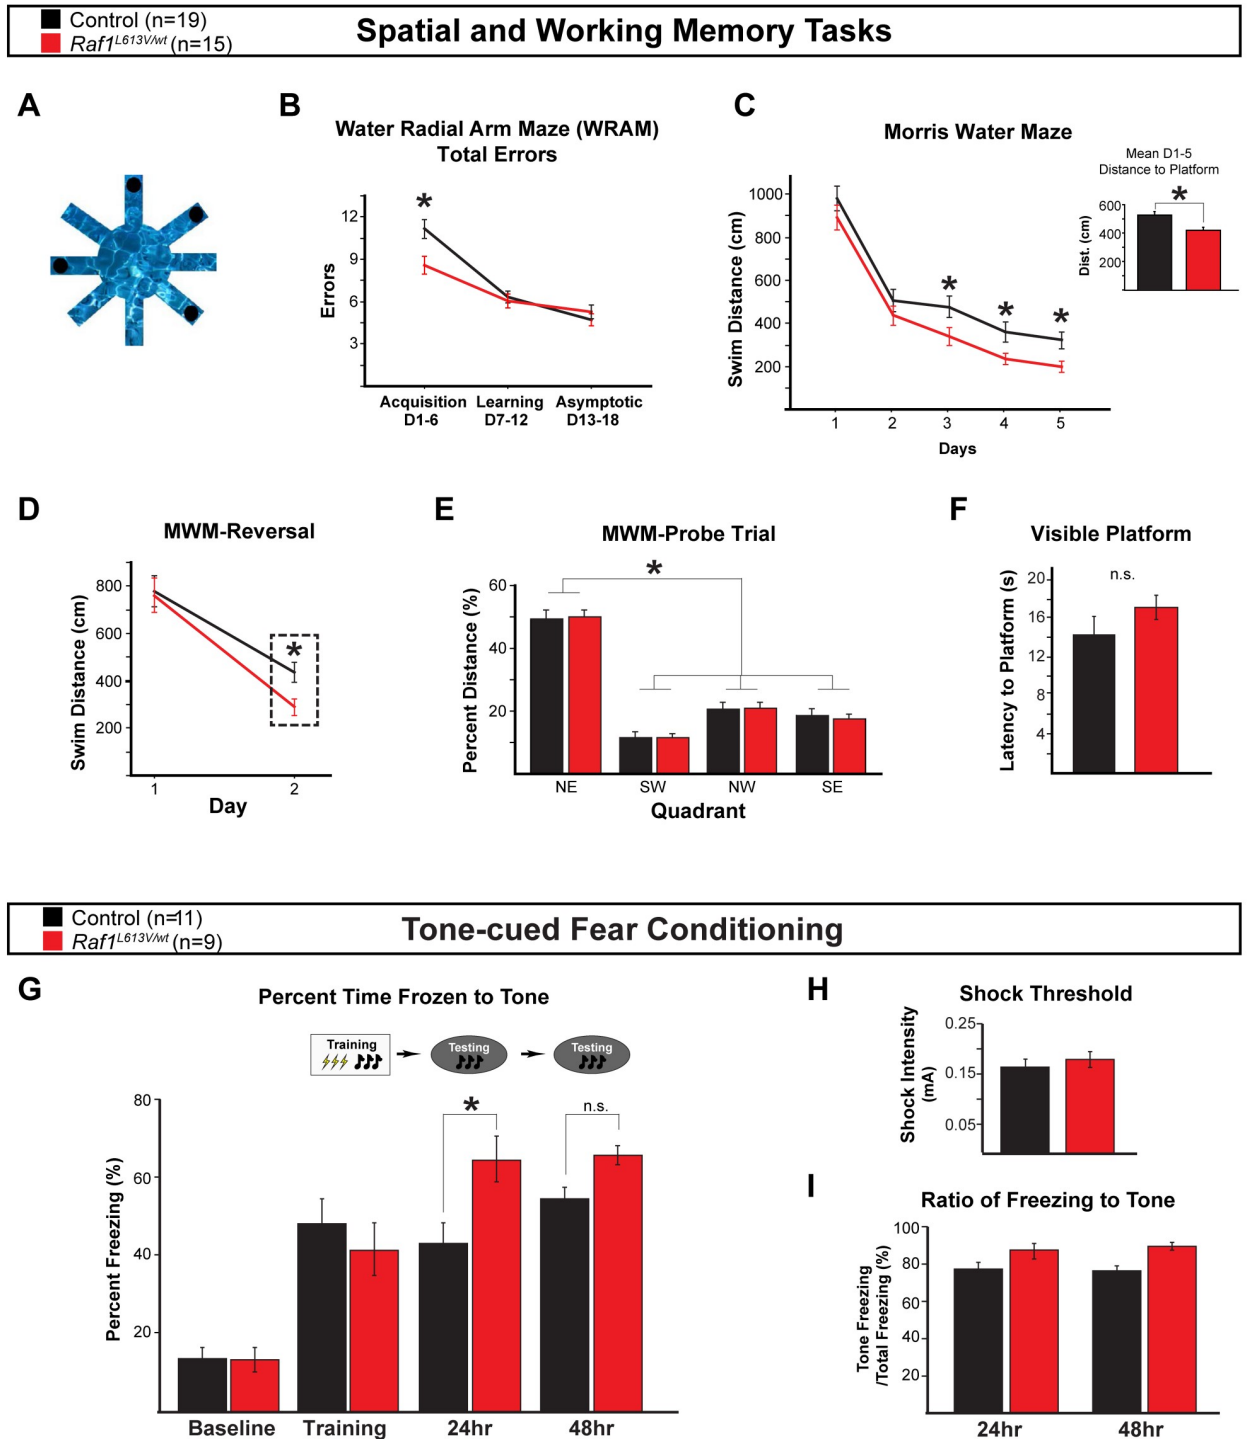 Control (n=19)
Raf1L613V/wt (n=15)
Spatial and Working Memory Tasks
A
B
Water Radial Arm Maze (WRAM)
Total Errors
*
12
9
6
3
Errors
Acquisition Learning Asymptotic
D1-6 D7-12 D13-18
C
Morris Water Maze
1000
800
600
400
200
Swim Distance (cm)
* * *
1 2 3 4 5
Days
Mean D1-5
Distance to Platform
*
600
400
200
Dist. (cm)
D
MWM-Reversal
800
600
400
200
Swim Distance (cm)
*
1 2
Day
E
MWM-Probe Trial
*
60
40
20
Percent Distance (%)
NE SW NW SE
Quadrant
F
Visible Platform
n.s.
20
16
12
8
4
Latency to Platform (s)
Control (n=11)
Raf1L613V/wt (n=9)
Tone-cued Fear Conditioning
G
Percent Time Frozen to Tone
Training
Testing
Testing
80
60
40
20
Percent Freezing (%)
*
n.s.
Baseline Training 24hr 48hr
H
Shock Threshold
0.25
0.15
0.05
Shock Intensity
(mA)
I
Ratio of Freezing to Tone
100
80
60
40
20
Tone Freezing
/Total Freezing (%)
24hr 48hr